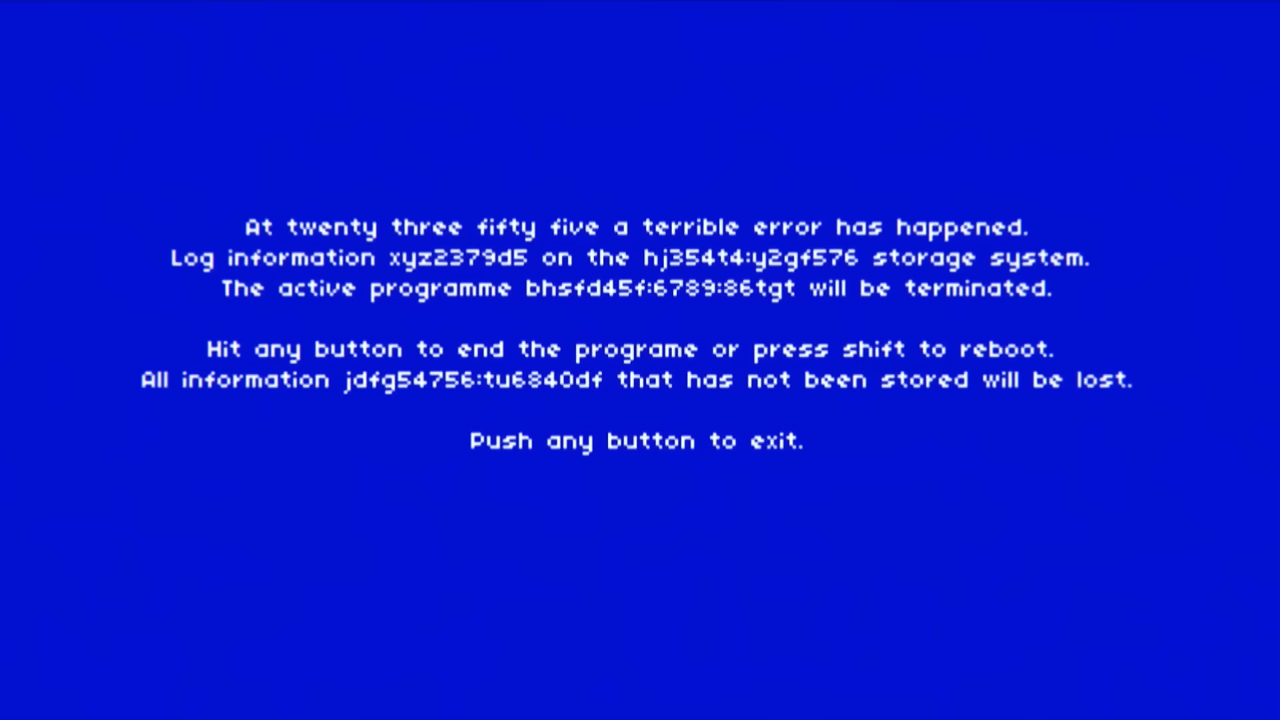 At twenty three fifty five a terrible error has happened.
Log information xyz2379d5 on the hj354t4:y2gf576 storage system.
The active programme bhsfd45f:6789:86tgt will be terminated.
Hit any button to end the programe or press shift to reboot.
All information jdfg54756:tu6840df that has not been stored will be lost.
Push any button to exit.